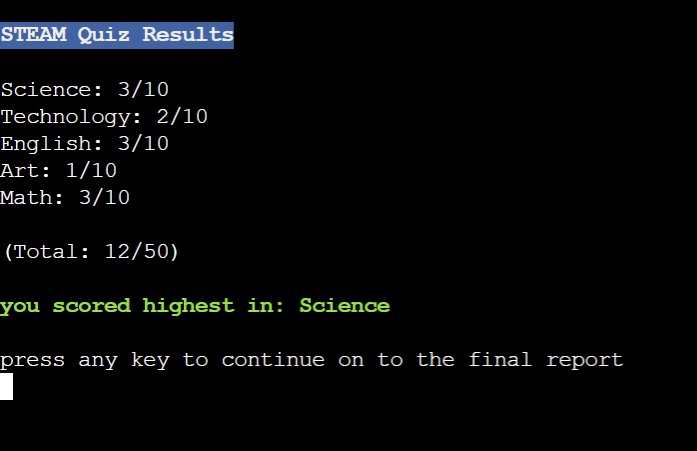 STEAM Quiz Results
Science: 3/10
Technology: 2/10
English: 3/10
Art: 1/10
Math: 3/10
(Total: 12/50)
you scored highest in: Science
press any key to continue on to the final report